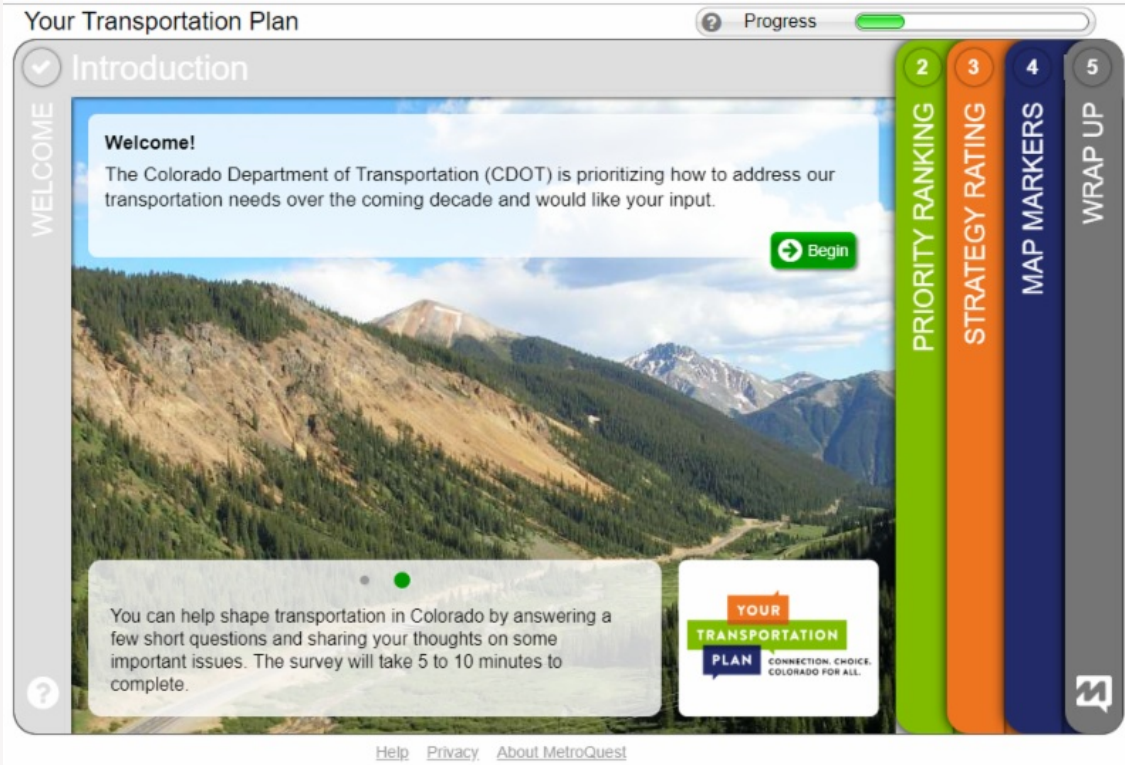 Your Transportation Plan
Progress
Introduction
WELCOME
Welcome!
The Colorado Department of Transportation (CDOT) is prioritizing how to address our
transportation needs over the coming decade and would like your input.
Begin
2
PRIORITY RANKING
3
STRATEGY RATING
4
MAP MARKERS
5
WRAP UP
You can help shape transportation in Colorado by answering a
few short questions and sharing your thoughts on some
important issues. The survey will take 5 to 10 minutes to
complete.
YOUR
TRANSPORTATION
PLAN
CONNECTION. CHOICE.
COLORADO FOR ALL.
Help Privacy About MetroQuest